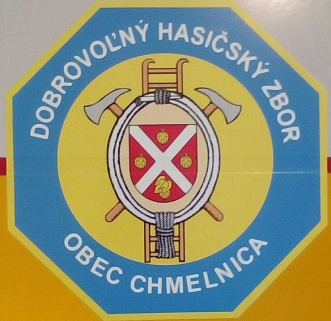 DOBROVOĽNÝ HASIČSKÝ ZBOR
OBEC CHMELNICA